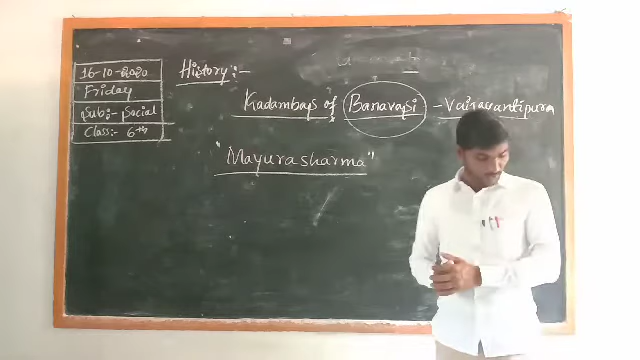 16-10-2020
Friday
Sub:- Social
Class:- 6th
History:-
Kadambas of Banavasi - Vaijayantipura
"Mayurasharma"